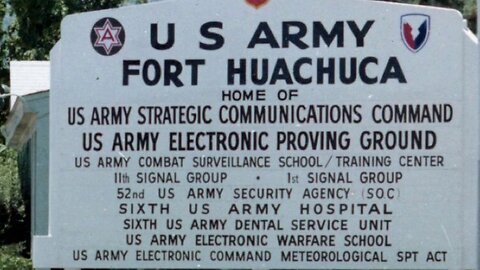 US ARMY
FORT HUACHUCA
HOME OF
US ARMY STRATEGIC COMMUNICATIONS COMMAND
US ARMY ELECTRONIC PROVING GROUND
US ARMY COMBAT SURVEILLANCE SCHOOL/TRAINING CENTER
11th SIGNAL GROUP · 1st SIGNAL GROUP
52nd US ARMY SECURITY AGENCY (SOC)
SIXTH US ARMY HOSPITAL
SIXTH US ARMY DENTAL SERVICE UNIT
US ARMY ELECTRONIC WARFARE SCHOOL
US ARMY ELECTRONIC COMMAND METEOROLOGICAL SPT ACT